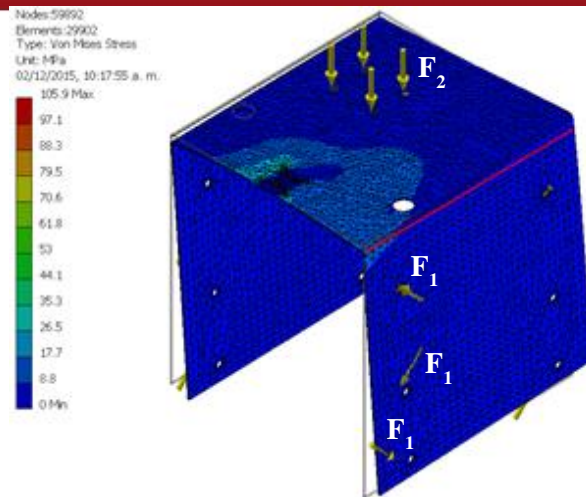 Nodes:59892
Elements:29902
Type: Von Mises Stress
Unit: MPa
02/12/2015, 10:17:55 a. m.
105.9 Max
97.1
88.3
79.5
70.6
61.8
53
44.1
35.3
26.5
17.7
8.8
0 Min
F2
F1
F1
F1